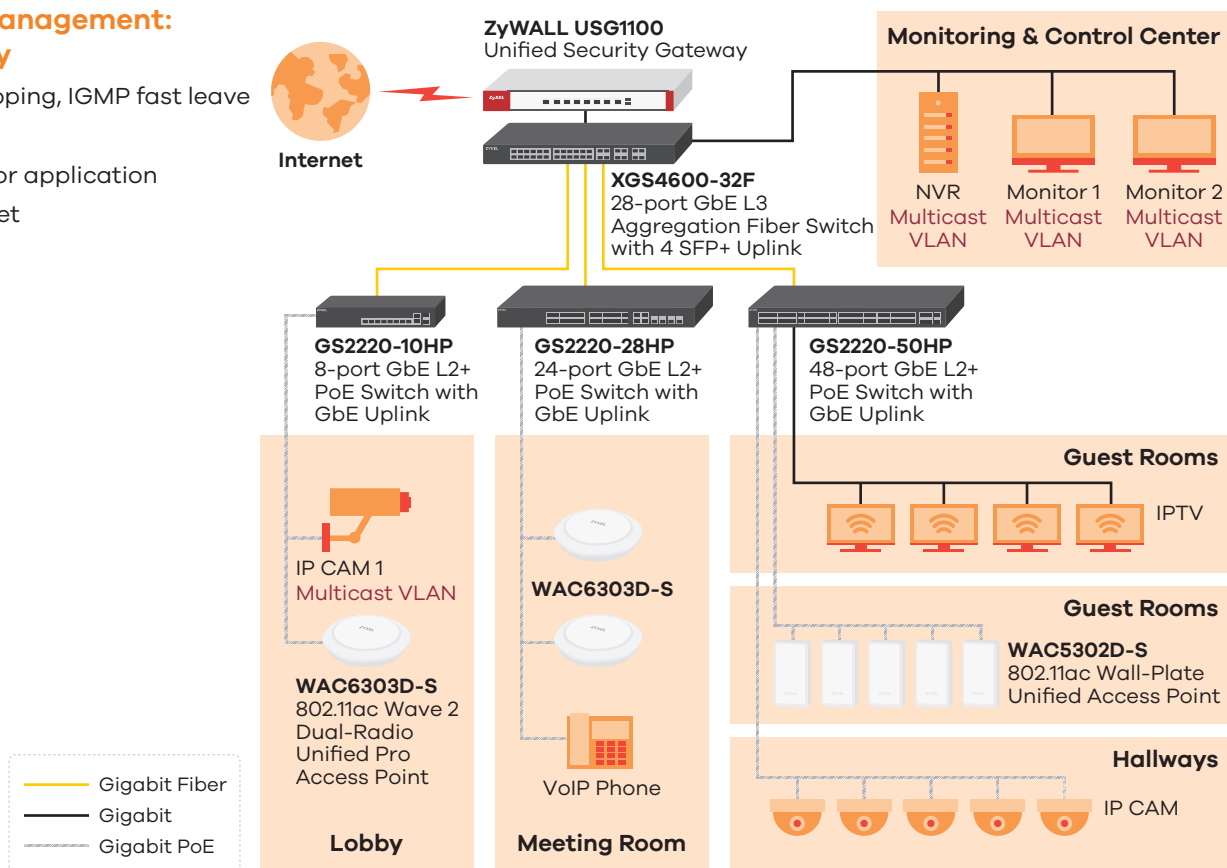 anagement:
y
oping, IGMP fast leave
or application
et
ZyWALL USG1100
Unified Security Gateway
Internet
ZYXEL
ZYXEL
XGS4600-32F
28-port GbE L3
Aggregation Fiber Switch
with 4 SFP+ Uplink
Monitoring & Control Center
NVR
Multicast
VLAN
Monitor 1
Multicast
VLAN
Monitor 2
Multicast
VLAN
GS2220-10HP
8-port GbE L2+
PoE Switch with
GbE Uplink
GS2220-28HP
24-port GbE L2+
PoE Switch with
GbE Uplink
GS2220-50HP
48-port GbE L2+
PoE Switch with
GbE Uplink
IP CAM 1
Multicast VLAN
ZYXEL
WAC6303D-S
802.11ac Wave 2
Dual-Radio
Unified Pro
Access Point
Lobby
ZYXEL
WAC6303D-S
ZYXEL
VoIP Phone
Meeting Room
Guest Rooms
IPTV
Guest Rooms
WAC5302D-S
802.11ac Wall-Plate
Unified Access Point
Hallways
IP CAM
Gigabit Fiber
Gigabit
Gigabit PoE